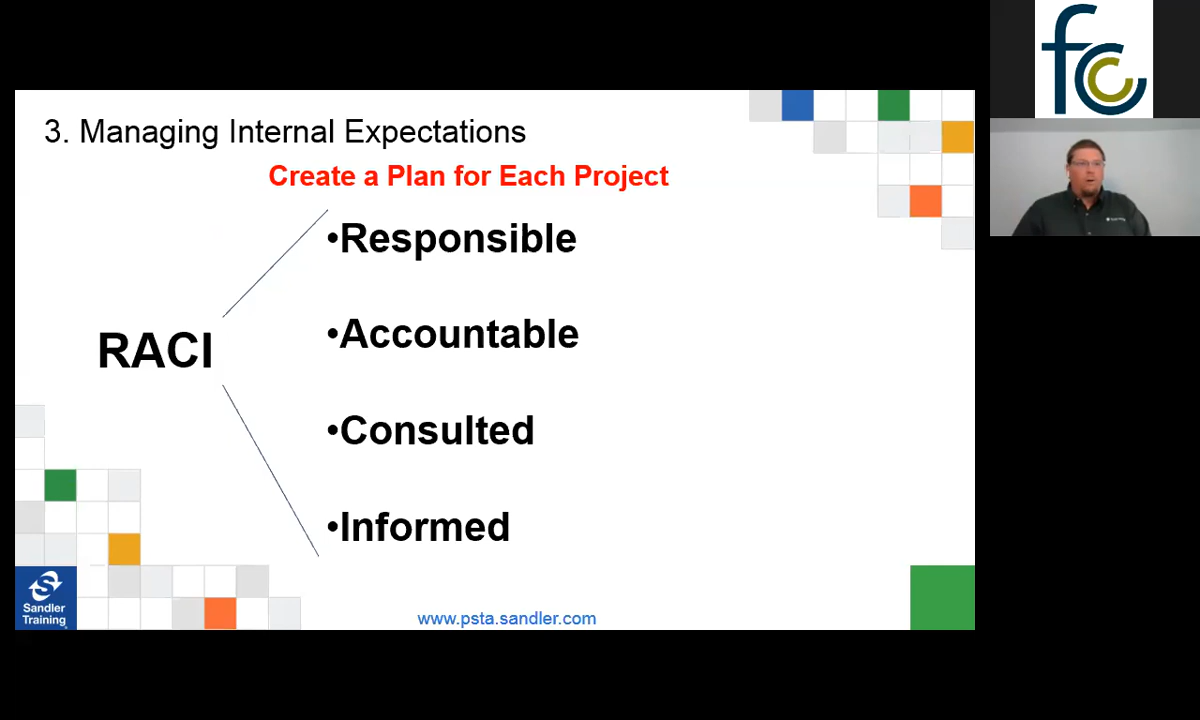 3. Managing Internal Expectations
Create a Plan for Each Project
RACI
•Responsible
•Accountable
•Consulted
•Informed
Sandler
Training
www.psta.sandler.com
fcc